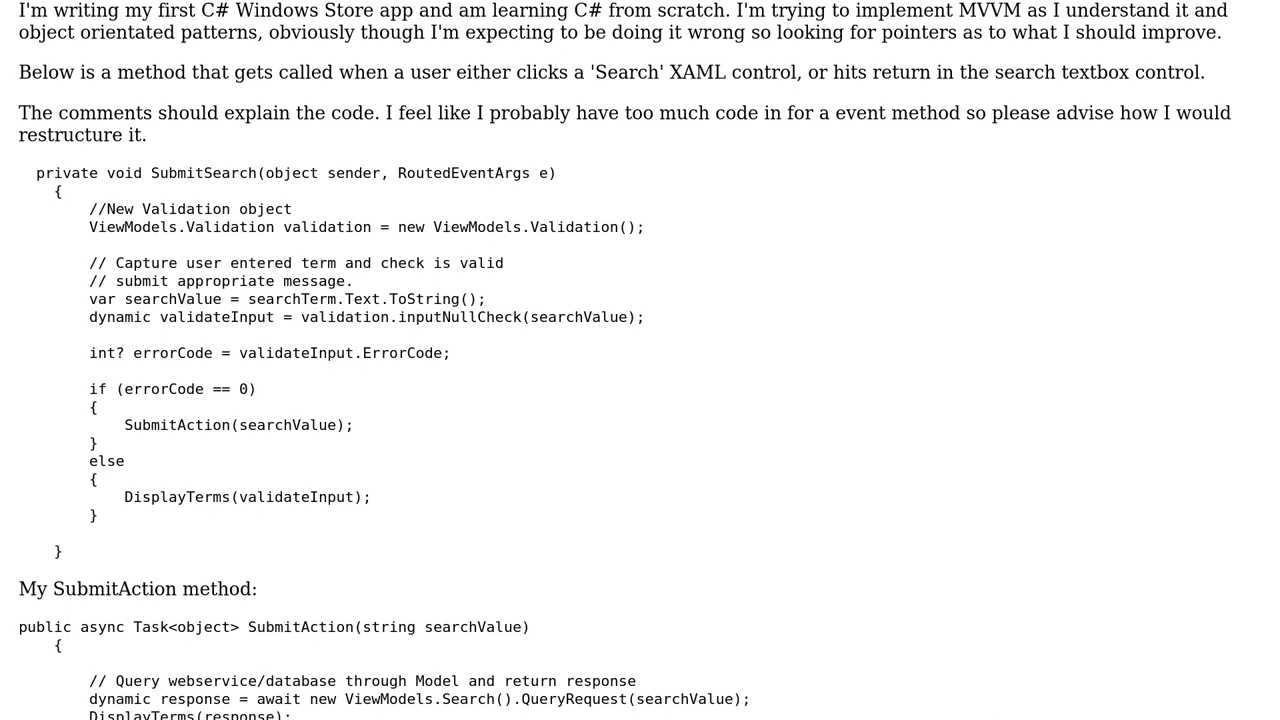 I'm writing my first C# Windows Store app and am learning C# from scratch. I'm trying to implement MVVM as I understand it and
object orientated patterns, obviously though I'm expecting to be doing it wrong so looking for pointers as to what I should improve.
Below is a method that gets called when a user either clicks a 'Search' XAML control, or hits return in the search textbox control.
The comments should explain the code. I feel like I probably have too much code in for a event method so please advise how I would
restructure it.
private void SubmitSearch(object sender, RoutedEventArgs e)
{
//New Validation object
ViewModels.Validation validation = new ViewModels.Validation();
// Capture user entered term and check is valid
// submit appropriate message.
var searchValue = searchTerm.Text.ToString();
dynamic validateInput = validation.inputNullCheck(searchValue);
int? errorCode = validateInput.ErrorCode;
if (errorCode == 0)
{
SubmitAction(searchValue);
}
else
{
DisplayTerms(validateInput);
}
}
My SubmitAction method:
public async Task<object> SubmitAction(string searchValue)
{
// Query webservice/database through Model and return response
dynamic response = await new ViewModels.Search().QueryRequest(searchValue);
DisplayTerms(response);